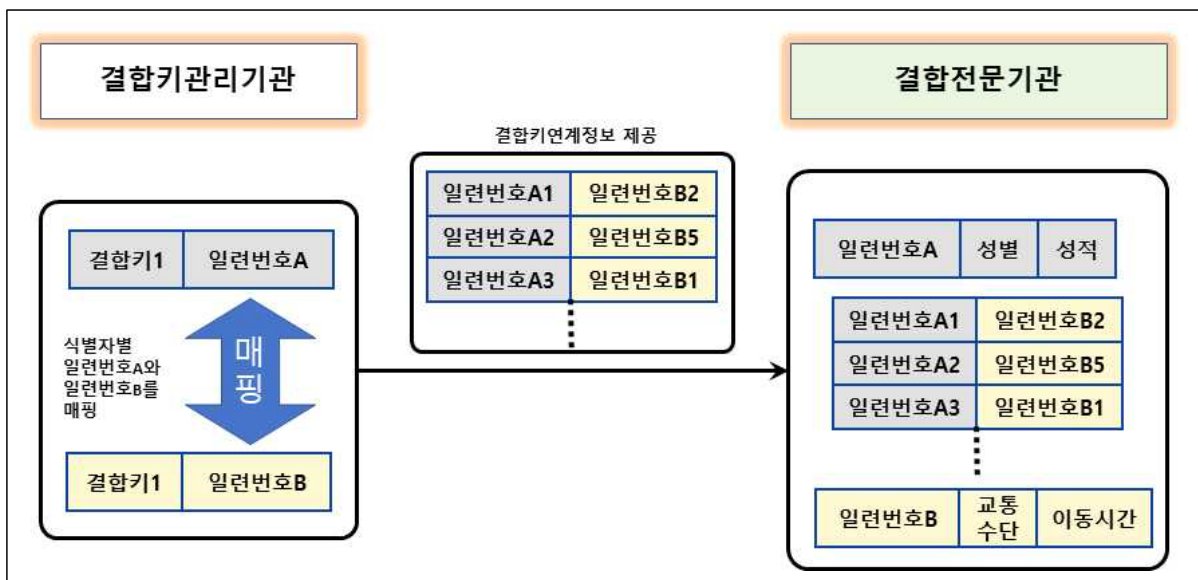 결합키관리기관
결합전문기관
결합키연계정보 제공
일련번호A1 일련번호B2
일련번호A2 일련번호B5
일련번호A3 일련번호B1
결합키1 일련번호A
식별자별
일련번호A와
일련번호B를
매핑
매
핑
결합키1 일련번호B
일련번호A 성별 성적
일련번호A1 일련번호B2
일련번호A2 일련번호B5
일련번호A3 일련번호B1
일련번호B 교통 이동시간
수단